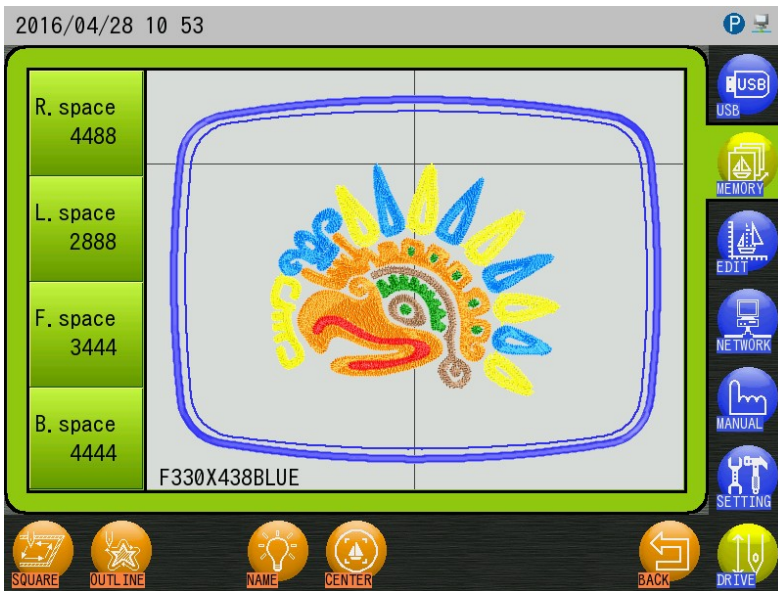 2016/04/28 10 53
P
R. space
4488
L. space
2888
F. space
3444
B. space
4444
F330X438BLUE
USB
USB
MEMORY
EDIT
NETWORK
MANUAL
SETTING
SQUARE
OUTLINE
NAME
CENTER
BACK
DRIVE